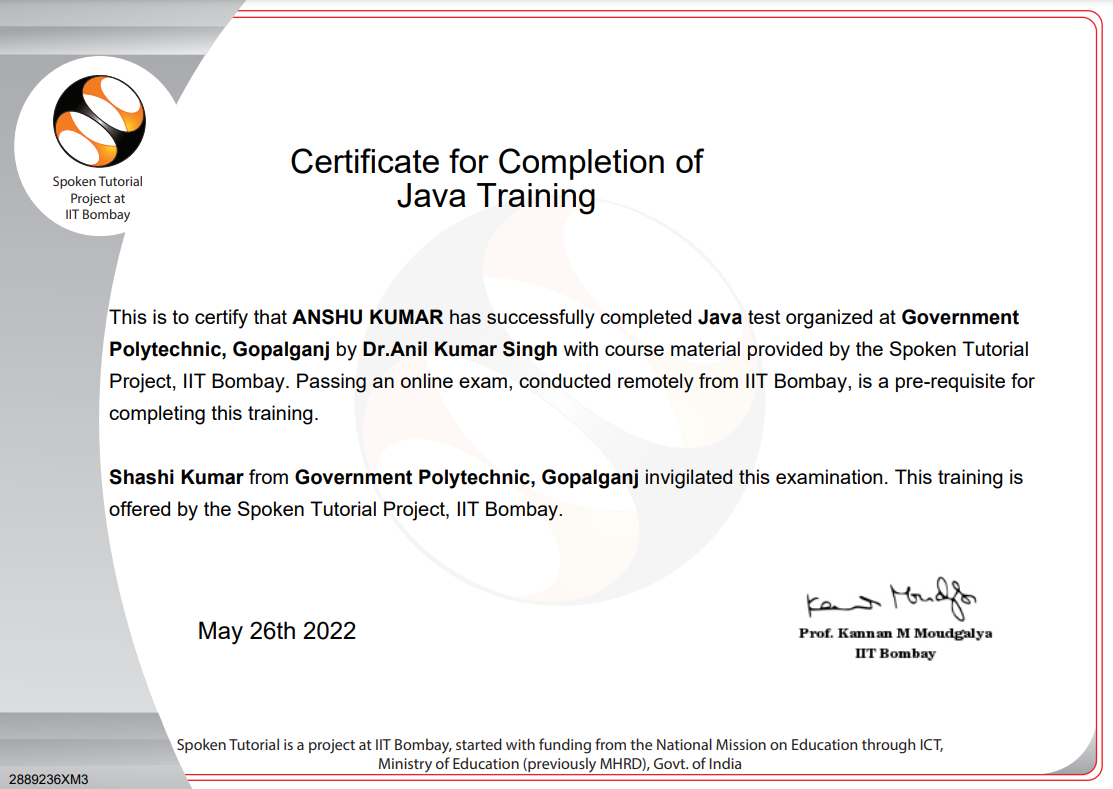 Spoken Tutorial
Project at
IIT Bombay
Certificate for Completion of
Java Training
This is to certify that ANSHU KUMAR has successfully completed Java test organized at Government
Polytechnic, Gopalganj by Dr.Anil Kumar Singh with course material provided by the Spoken Tutorial
Project, IIT Bombay. Passing an online exam, conducted remotely from IIT Bombay, is a pre-requisite for
completing this training.
Shashi Kumar from Government Polytechnic, Gopalganj invigilated this examination. This training is
offered by the Spoken Tutorial Project, IIT Bombay.
May 26th 2022
Prof. Kannan M Moudgalya
IIT Bombay
Spoken Tutorial is a project at IIT Bombay, started with funding from the National Mission on Education through ICT,
Ministry of Education (previously MHRD), Govt. of India
2889236XM3